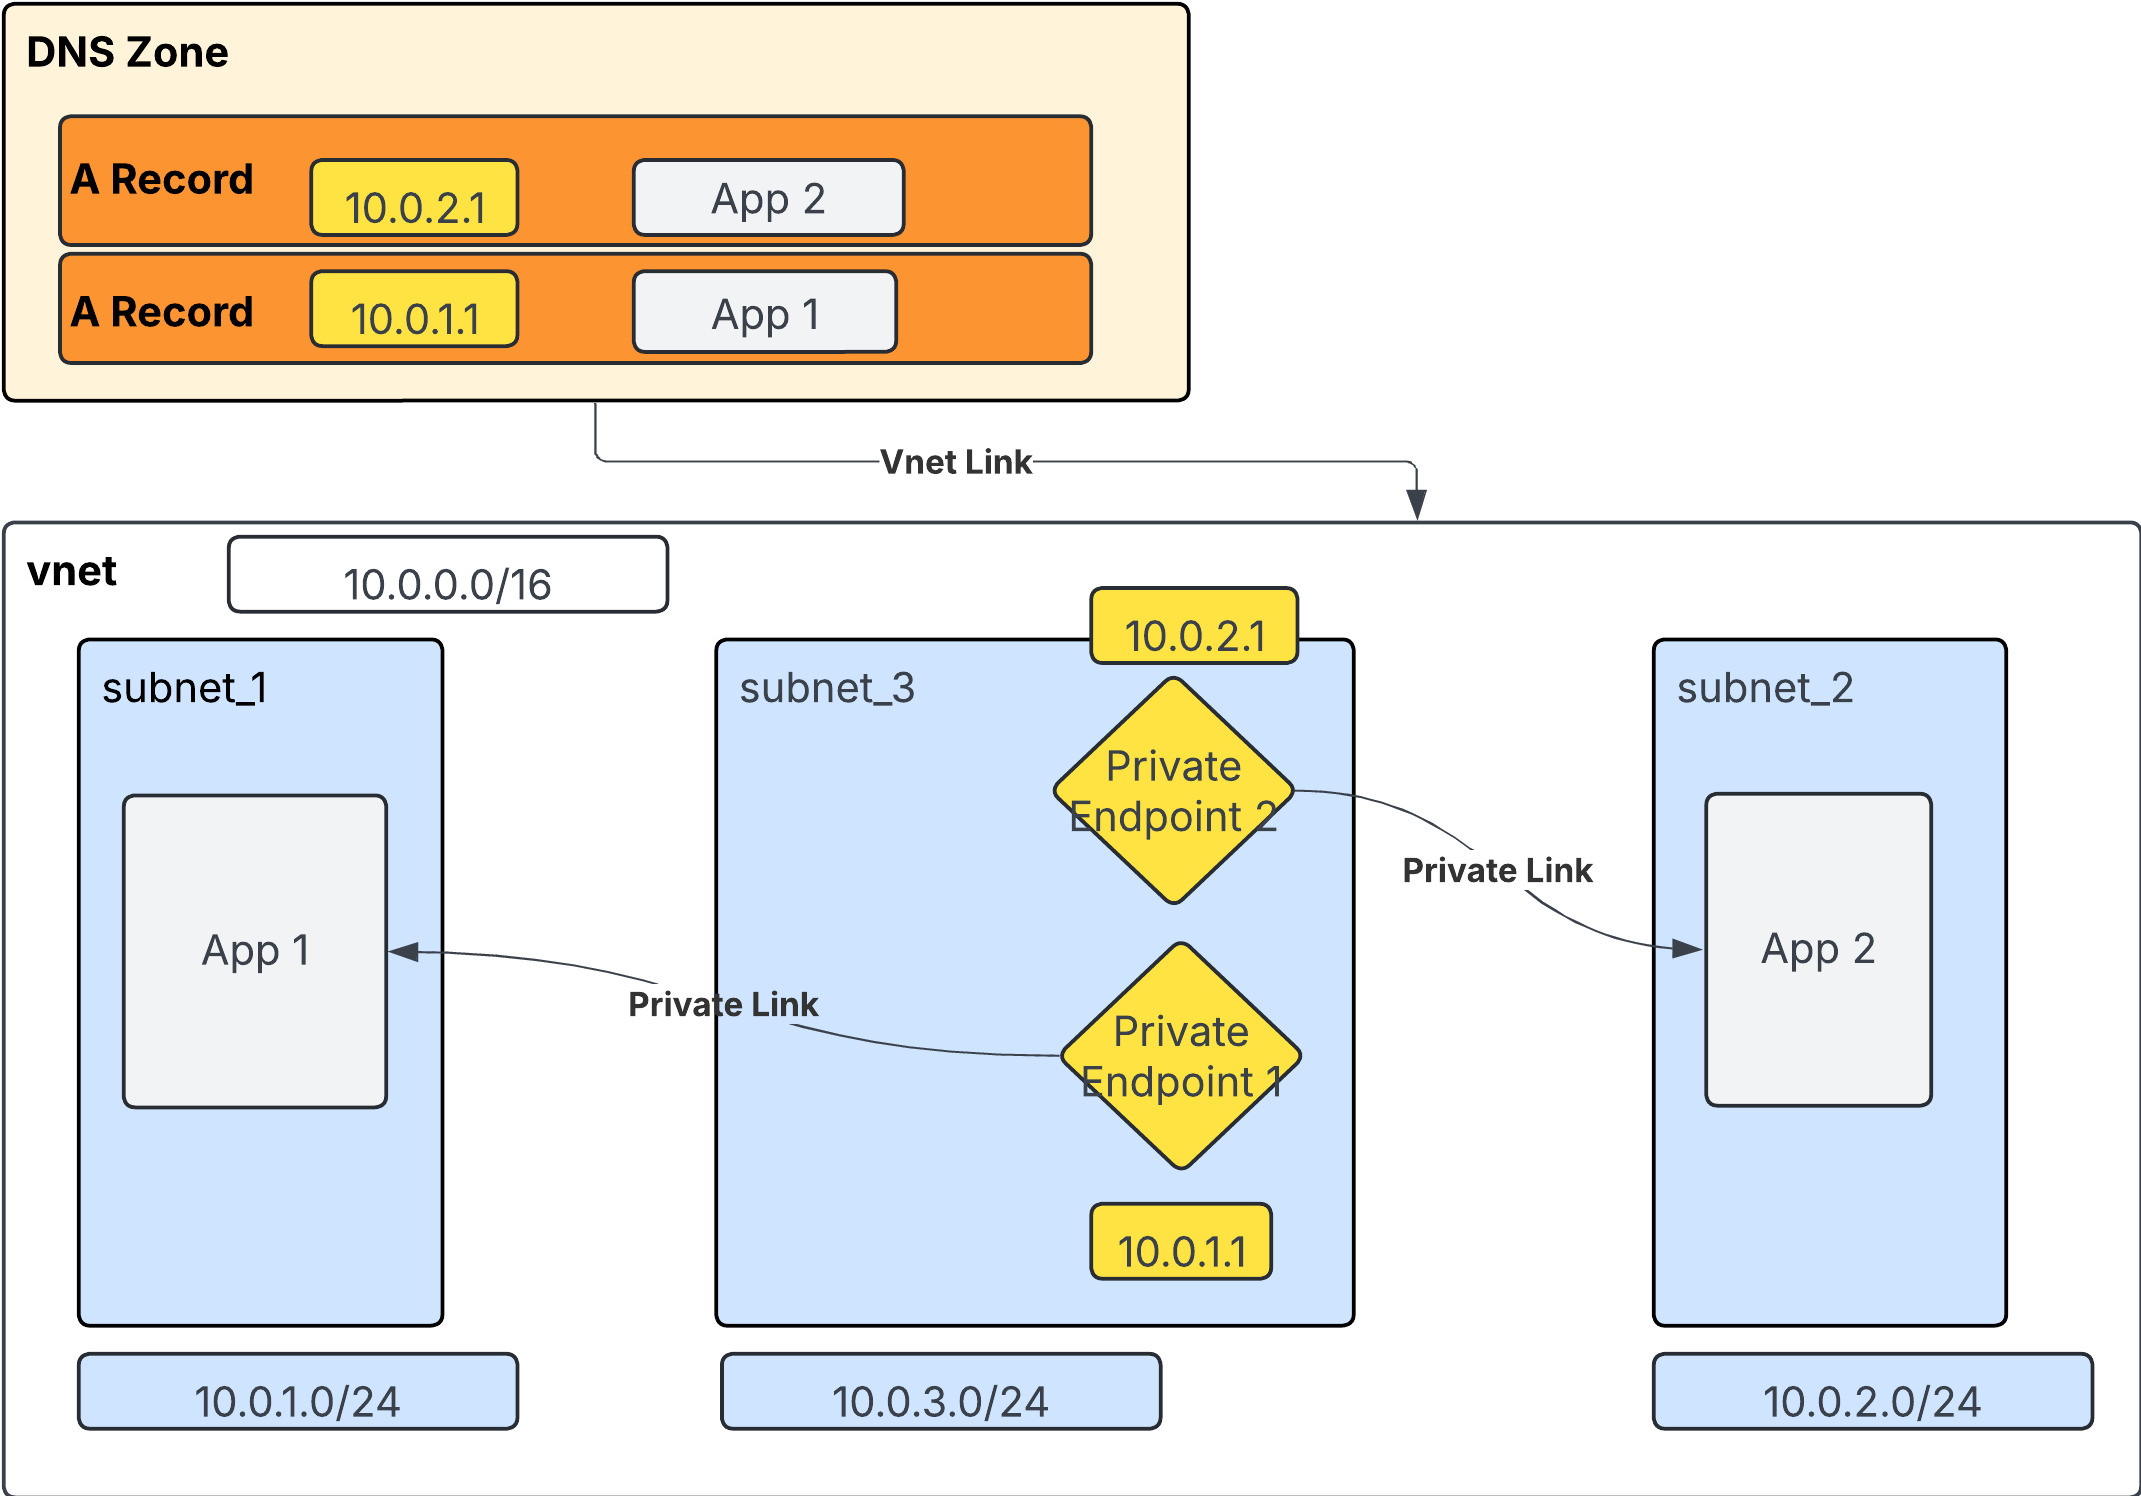 DNS Zone
A Record
10.0.2.1
App 2
A Record
10.0.1.1
App 1
Vnet Link
vnet
10.0.0.0/16
subnet_1
App 1
subnet_3
10.0.2.1
Private
Endpoint 2
Private Link
Private Link
Private
Endpoint 1
10.0.1.1
subnet_2
App 2
10.0.1.0/24
10.0.3.0/24
10.0.2.0/24